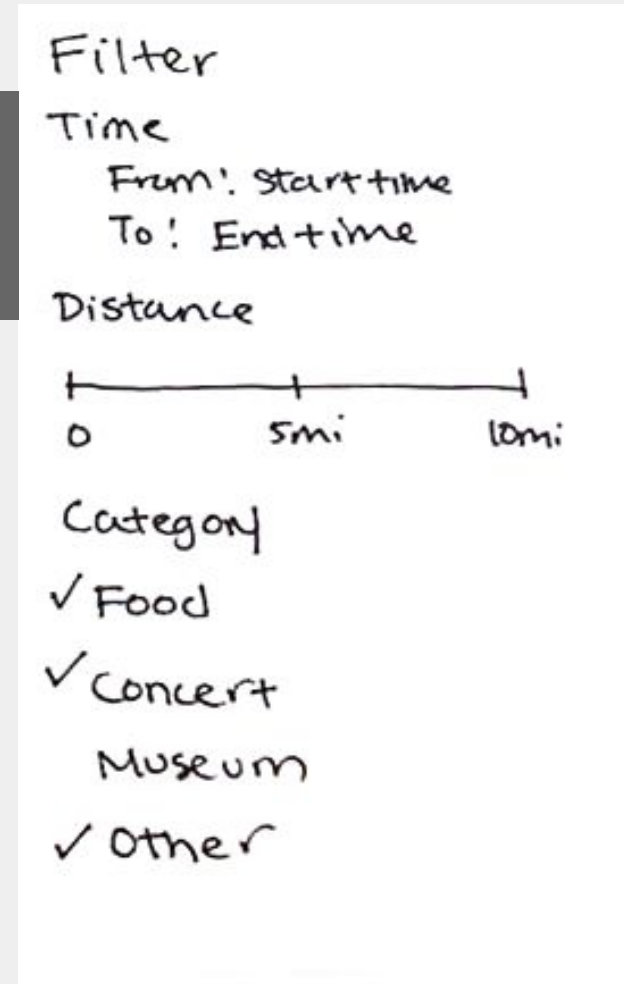 Filter
Time
From: Start time
To: End time
Distance
0 5mi 10mi
Category
✓ Food
✓ Concert
Museum
✓ Other